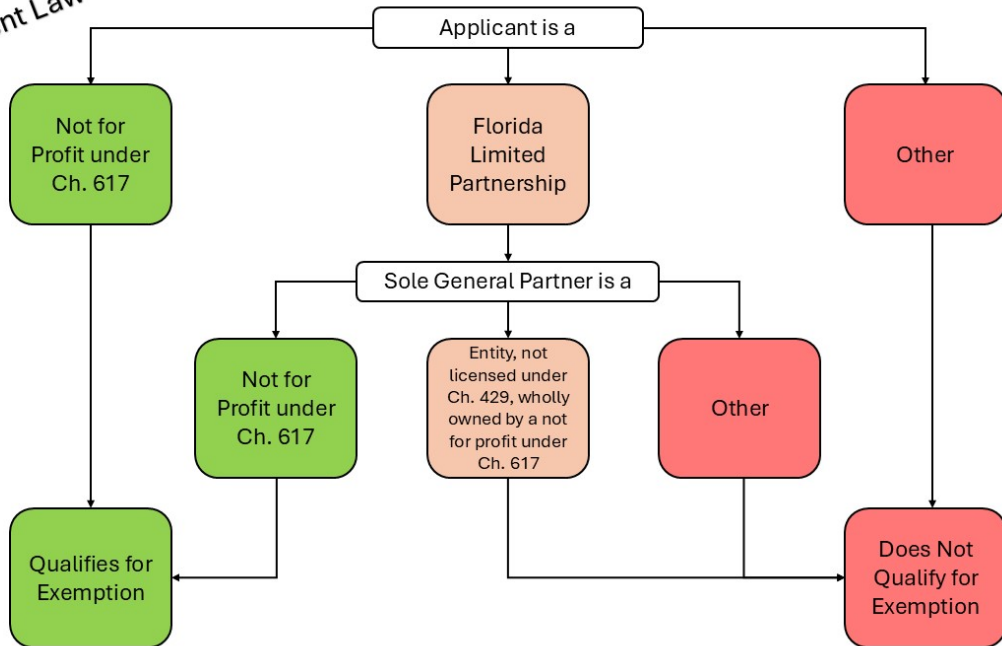 nt Law
Applicant is a
Not for
Profit under
Ch. 617
Florida
Limited
Partnership
Other
Sole General Partner is a
Not for
Profit under
Ch. 617
Entity, not
licensed under
Ch. 429, wholly
owned by a not
for profit under
Ch. 617
Other
Qualifies for
Exemption
Does Not
Qualify for
Exemption